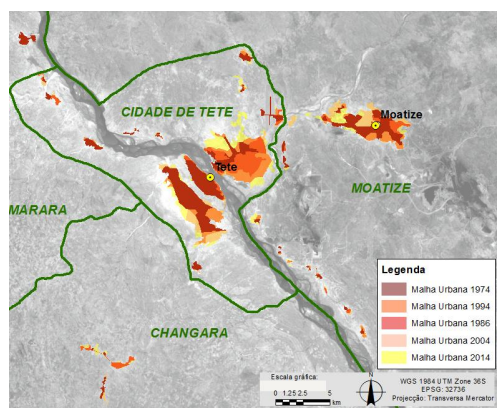 CIDADE DE TETE
Moatize
Tete
MOATIZE
MARARA
CHANGARA
Legenda
Malha Urbana 1974
Malha Urbana 1994
Malha Urbana 1986
Malha Urbana 2004
Malha Urbana 2014
Escala gráfica:
0 1.25 2.5 5
km
N
WGS 1984 UTM Zone 36S
EPSG: 32736
Projecção: Transversa Mercator